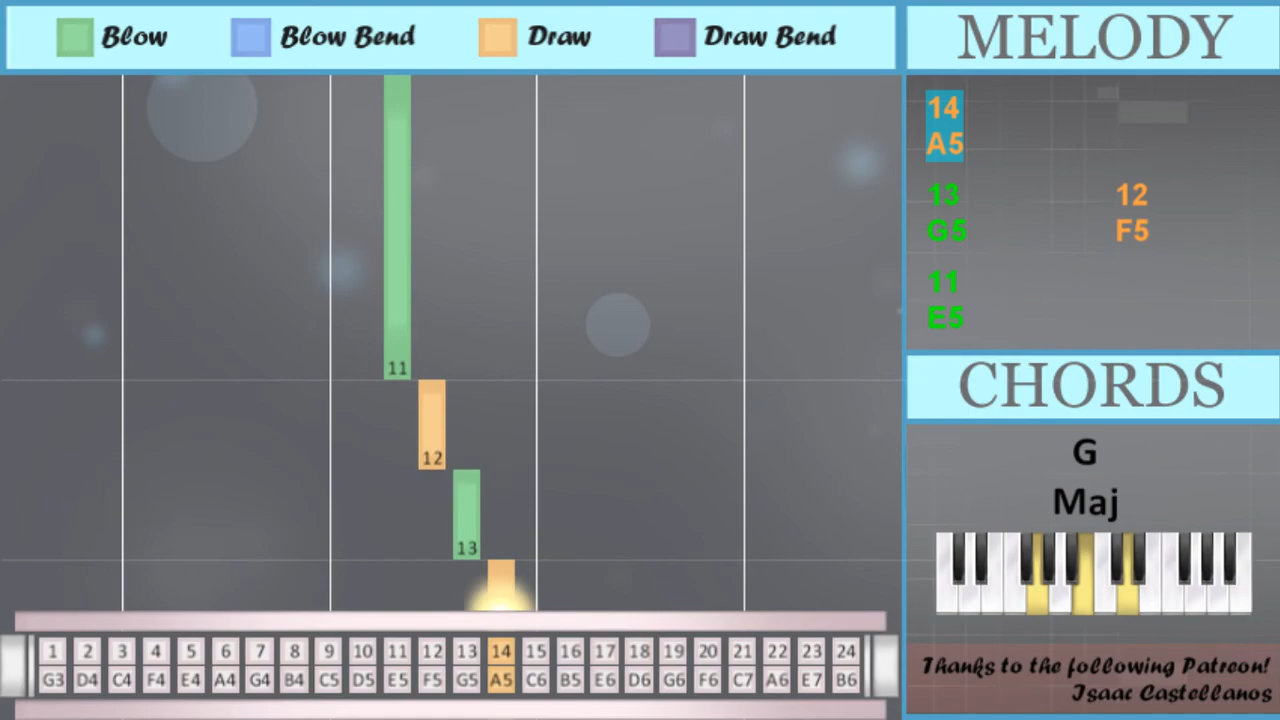 Blow Blow Bend Draw Draw Bend
MELODY
14
A5
13 12
G5 F5
11
E5
CHORDS
G
Maj
11
12
13
1 2 3 4 5 6 7 8 9 10 11 12 13 14 15 16 17 18 19 20 21 22 23 24
G3 D4 C4 F4 E4 A4 G4 B4 C5 D5 E5 F5 G5 A5 C6 B5 E6 D6 G6 F6 C7 A6 E7 B6
Thanks to the following Patreon!
Isaac Castellanos